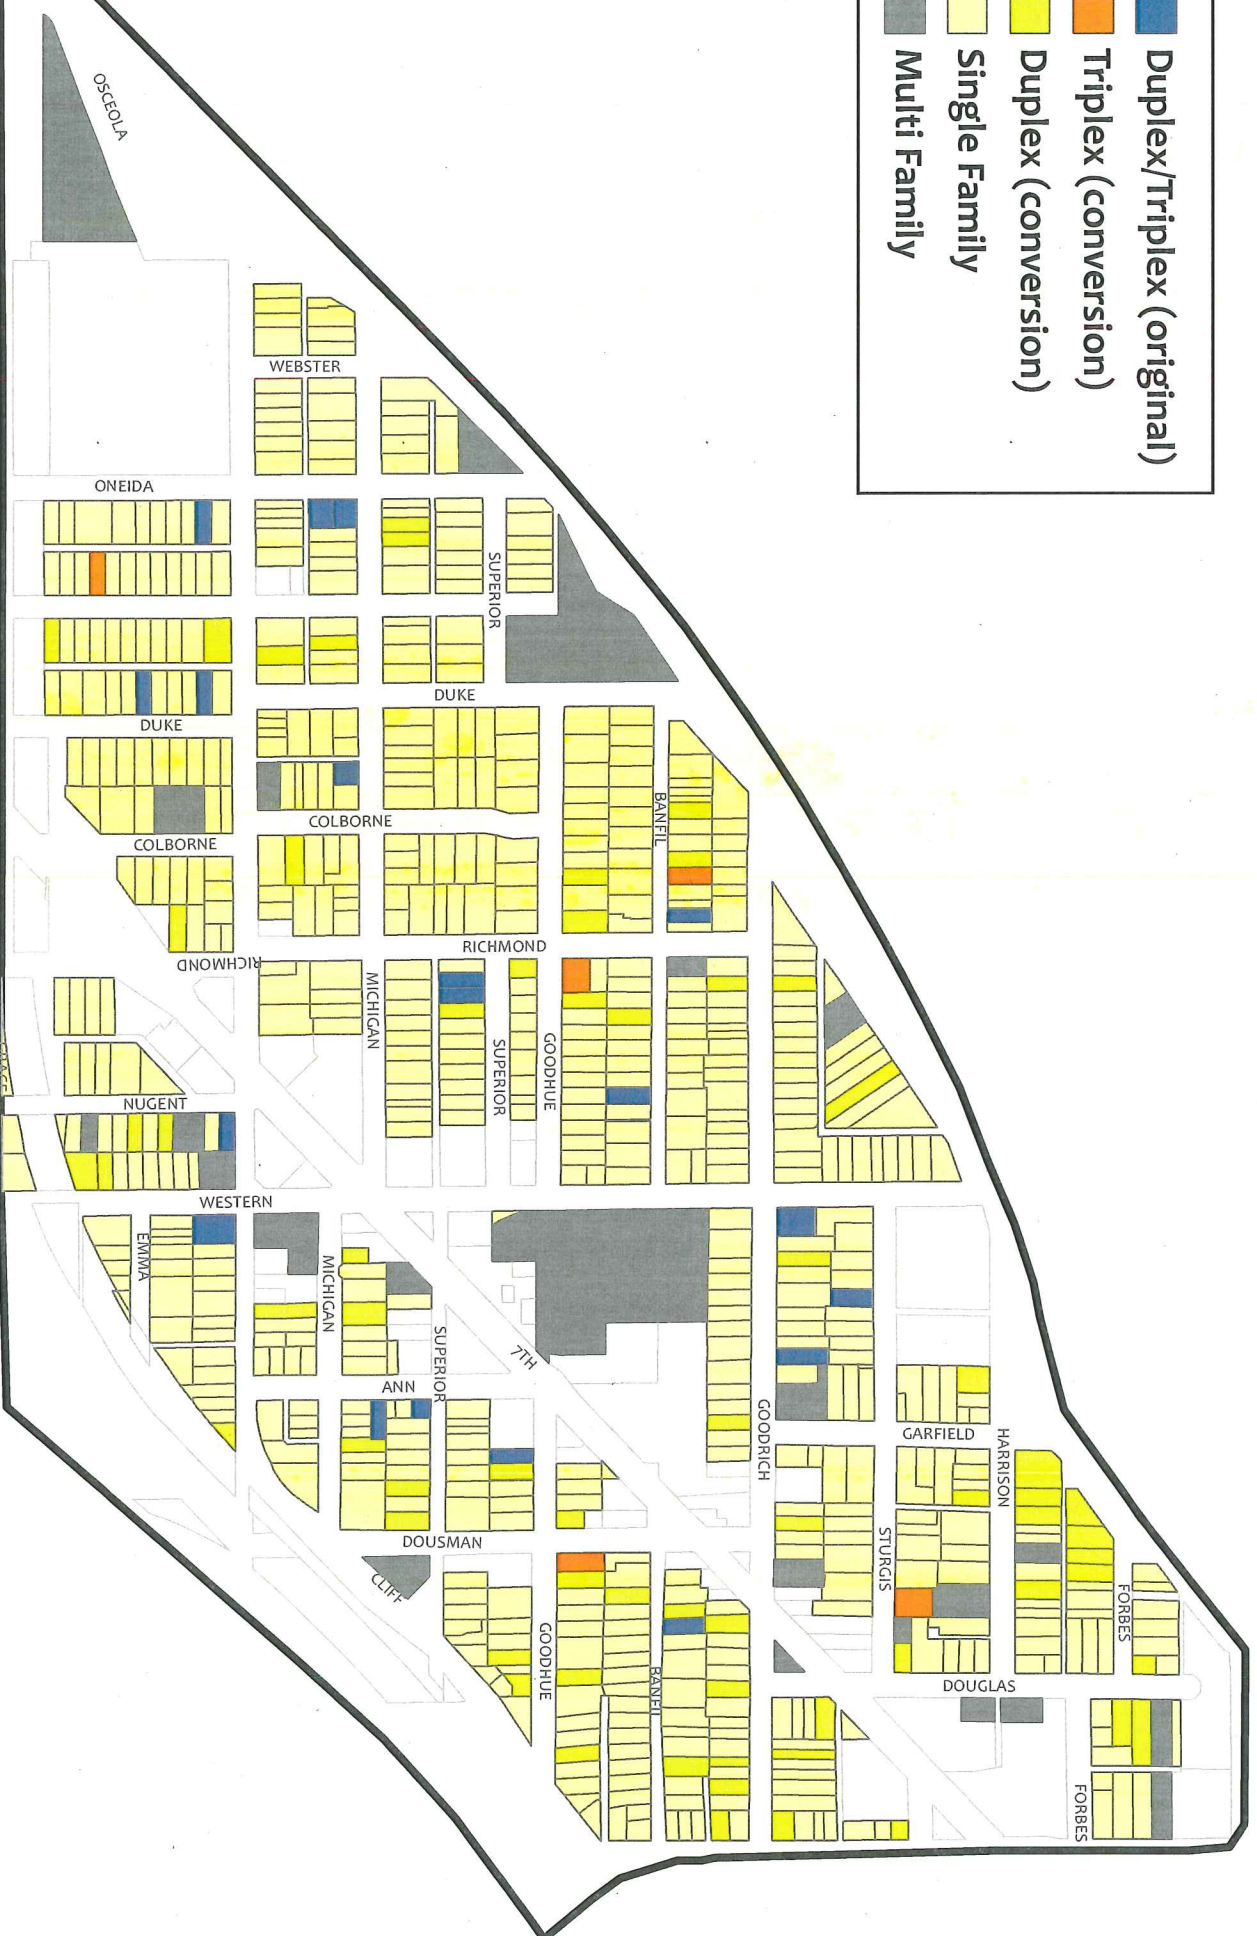 Duplex/Triplex (original)
Triplex (conversion)
Duplex (conversion)
Single Family
Multi Family
OSCEOLA
WEBSTER
ONEIDA
SUPERIOR
DUKE
DUKE
BANFIL
COLBORNE
COLBORNE
RICHMOND
RICHMOND
MICHIGAN
SUPERIOR
GOODHUE
NUGENT
WESTERN
EMMA
MICHIGAN
SUPERIOR
7TH
ANN
GOODRICH
GARFIELD
HARRISON
DOUSMAN
STURGIS
CLIFF
FORBES
GOODHUE
BANFIL
DOUGLAS
FORBES